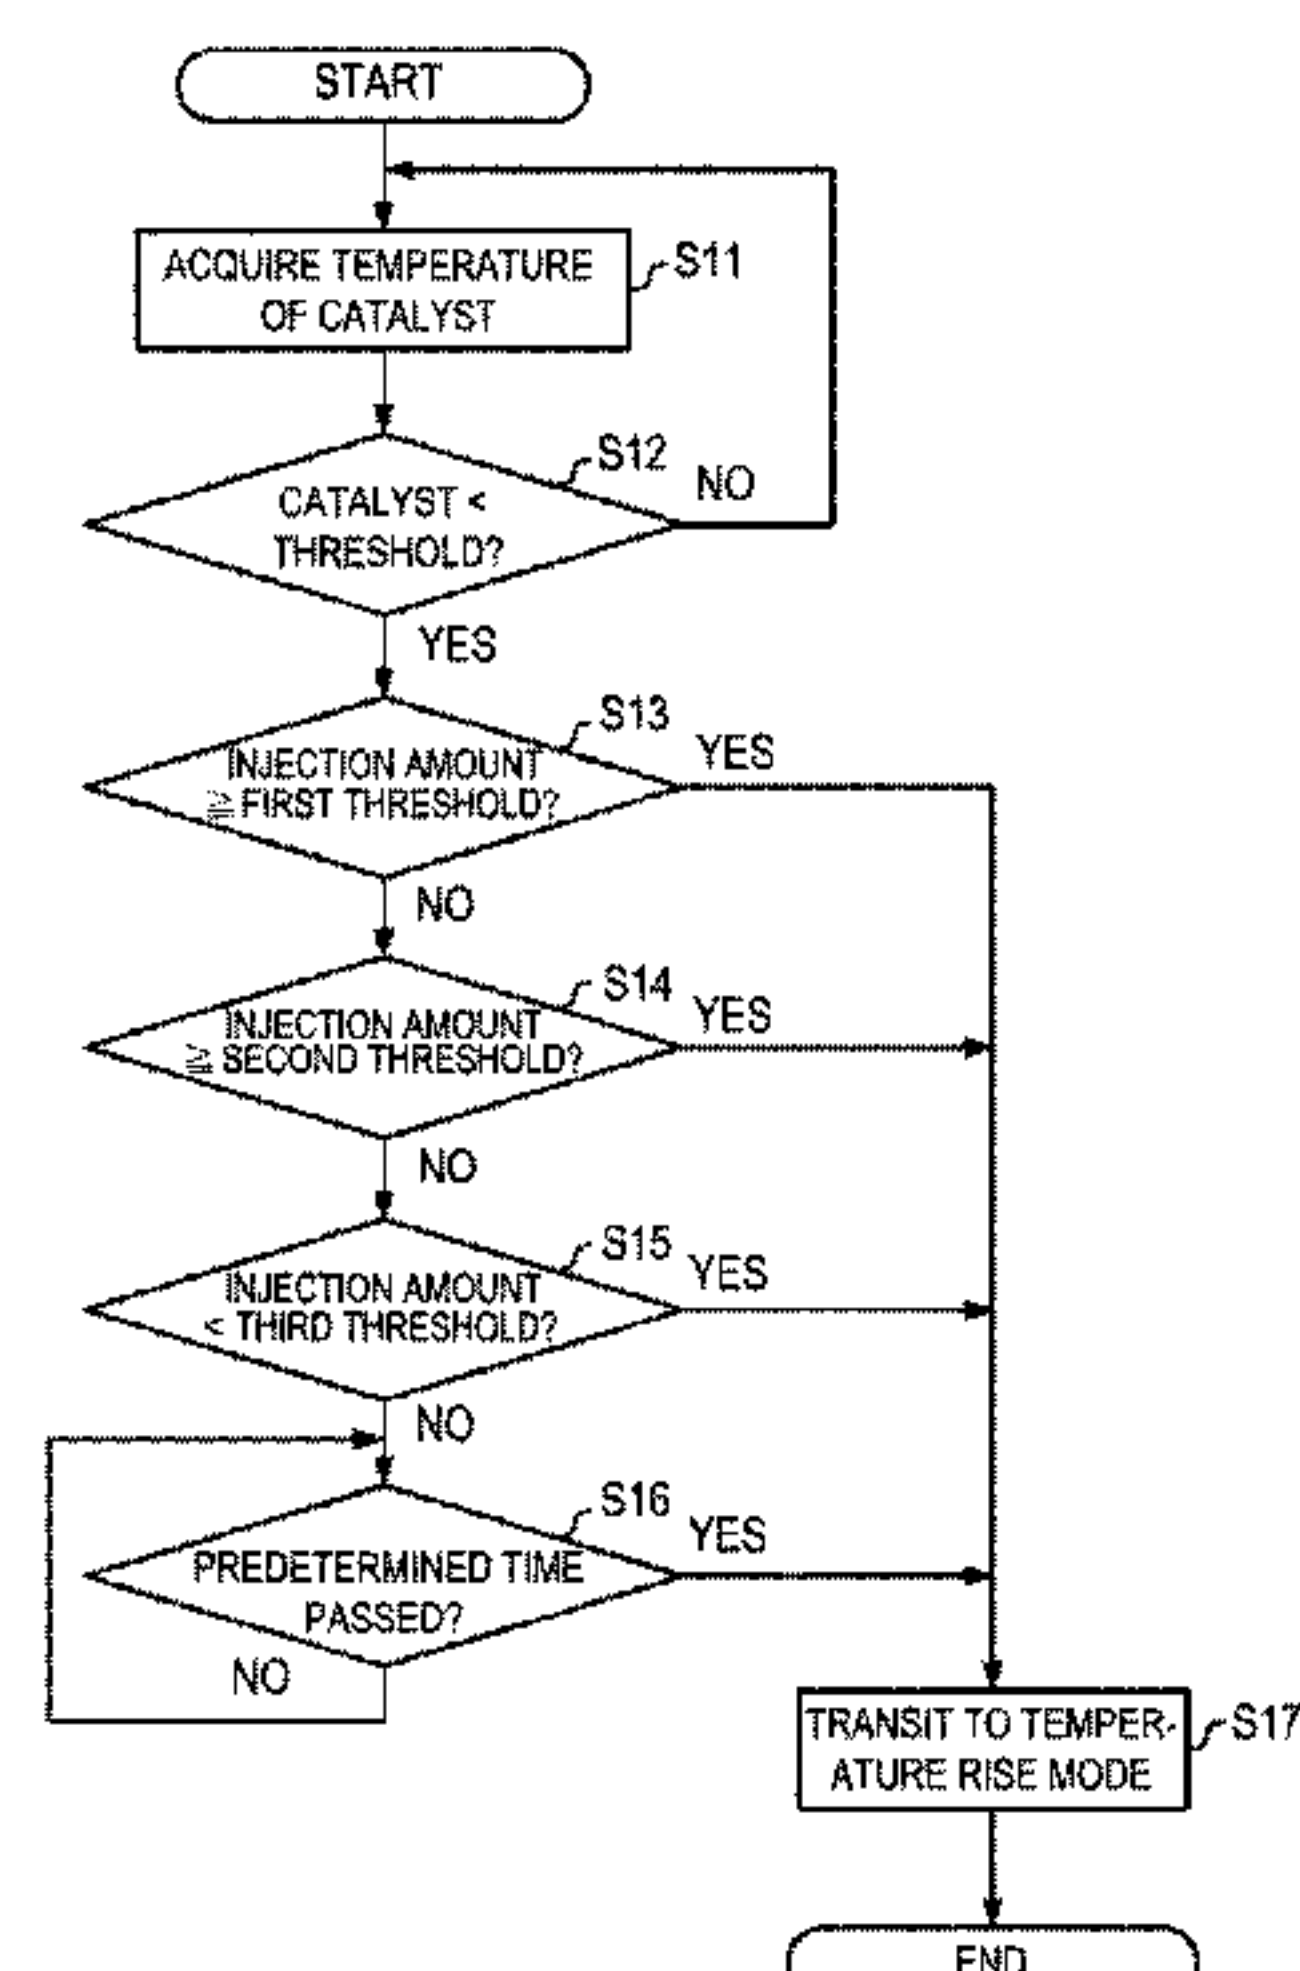 START
ACQUIRE TEMPERATURE
OF CATALYST
S11
S12
CATALYST <
THRESHOLD?
NO
YES
S13
INJECTION AMOUNT
≧ FIRST THRESHOLD?
YES
NO
S14
INJECTION AMOUNT
≧ SECOND THRESHOLD?
YES
NO
S15
INJECTION AMOUNT
< THIRD THRESHOLD?
YES
NO
S16
PREDETERMINED TIME
PASSED?
YES
NO
TRANSIT TO TEMPER-
ATURE RISE MODE
S17
END